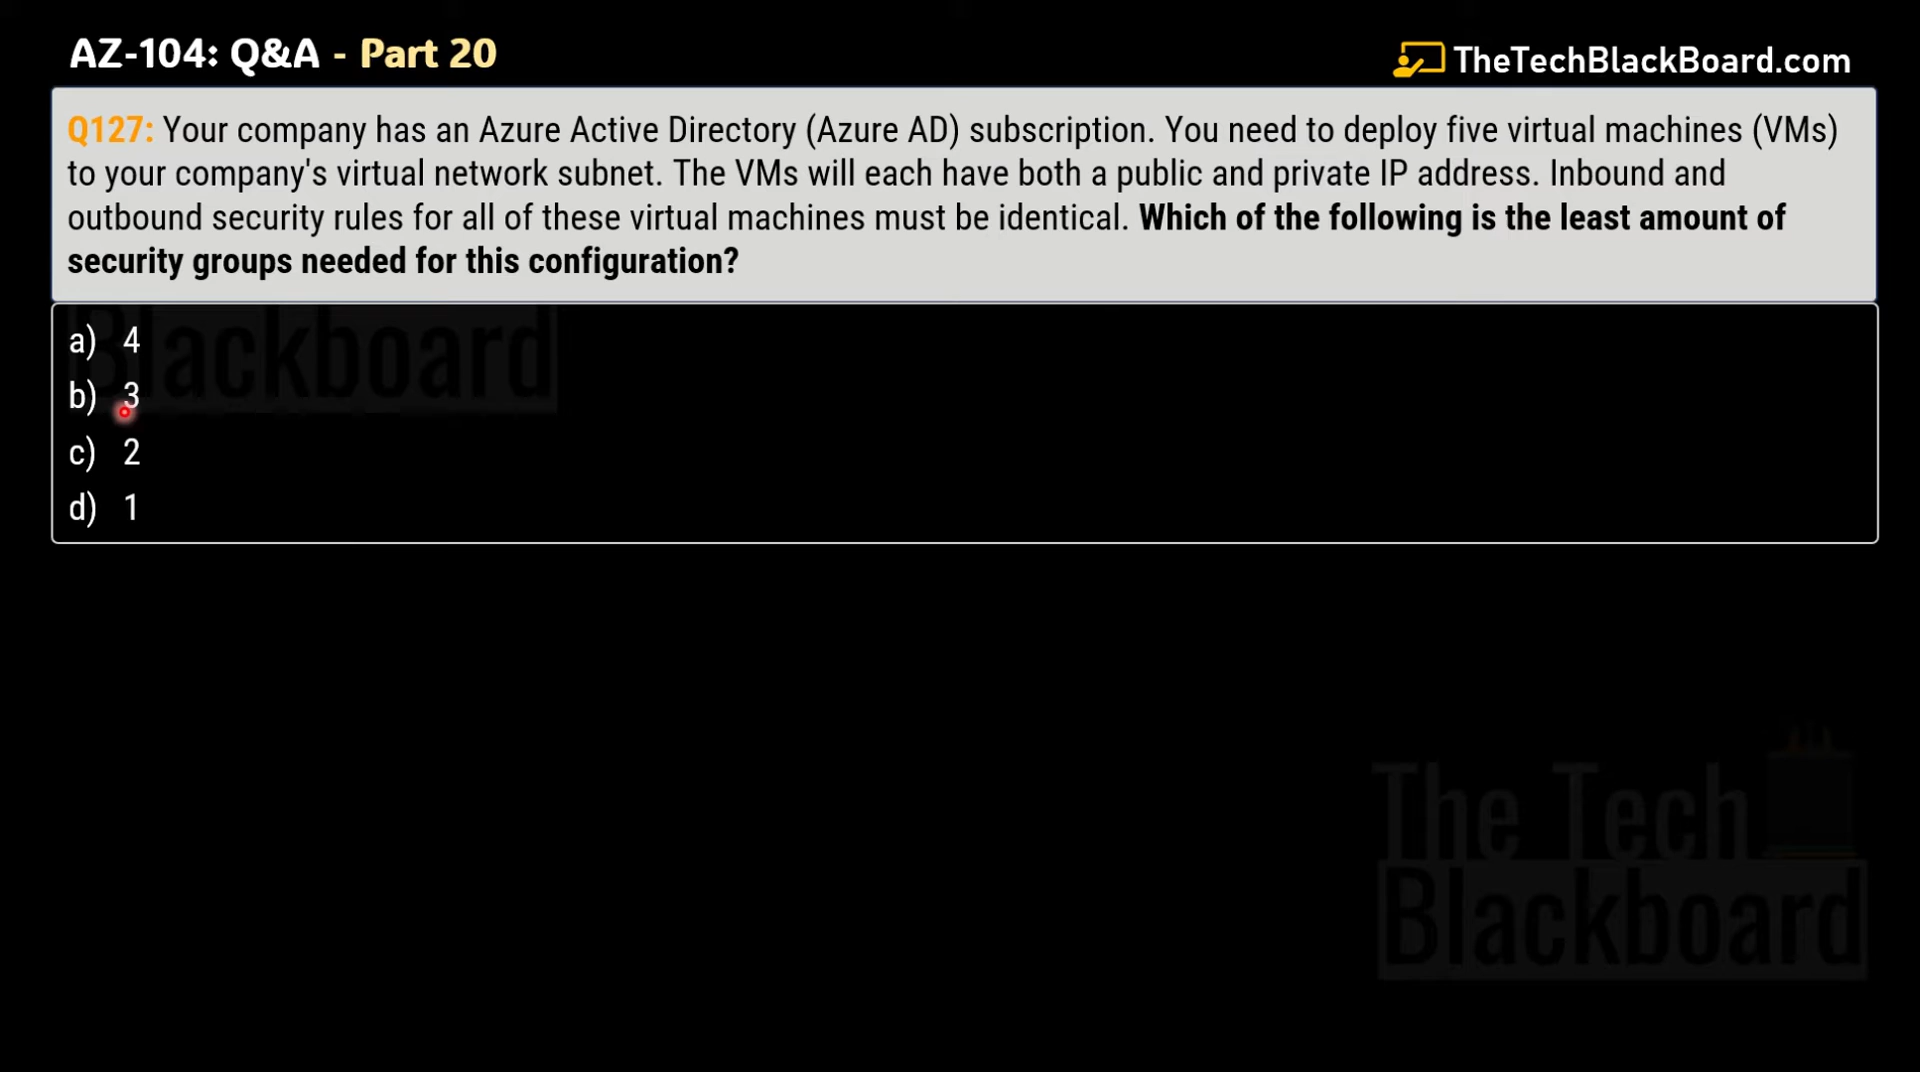 AZ-104: Q&A - Part 20
TheTechBlackBoard.com
Q127: Your company has an Azure Active Directory (Azure AD) subscription. You need to deploy five virtual machines (VMs)
to your company's virtual network subnet. The VMs will each have both a public and private IP address. Inbound and
outbound security rules for all of these virtual machines must be identical. Which of the following is the least amount of
security groups needed for this configuration?
Blackboard
a) 4
b) 3
c) 2
d) 1
The Tech
Blackboard